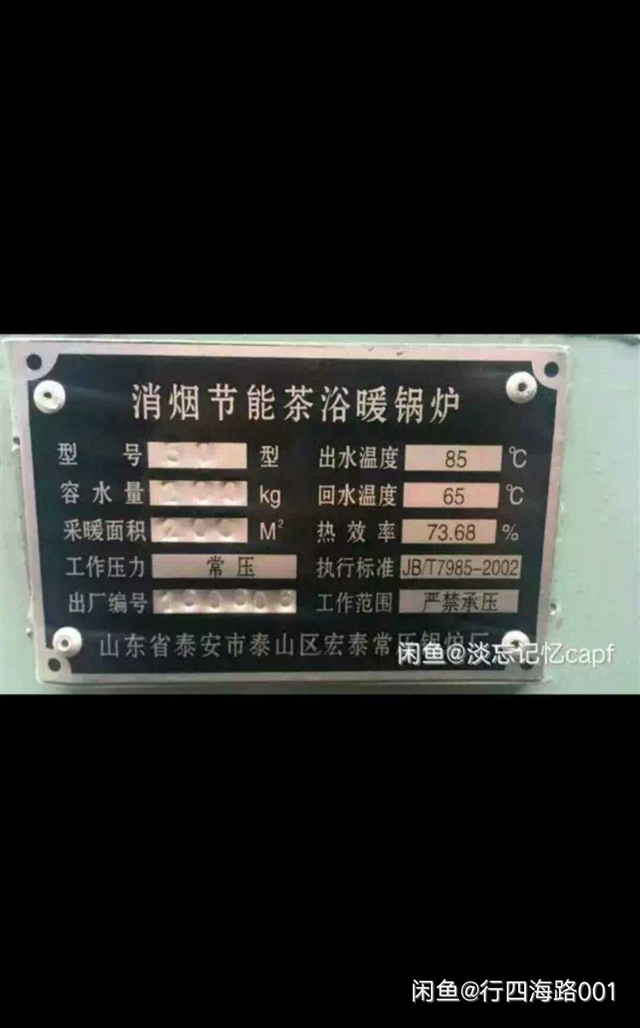 消烟节能茶浴暖锅炉
型号 型 出水温度 85 ℃
容水量 kg 回水温度 65 ℃
采暖面积 M² 热效率 73.68 %
工作压力 常压 执行标准 JB/T7985-2002
出厂编号 工作范围 严禁承压
山东省泰安市泰山区宏泰常压锅炉厂
闲鱼@淡忘记忆capf
闲鱼@行四海路001